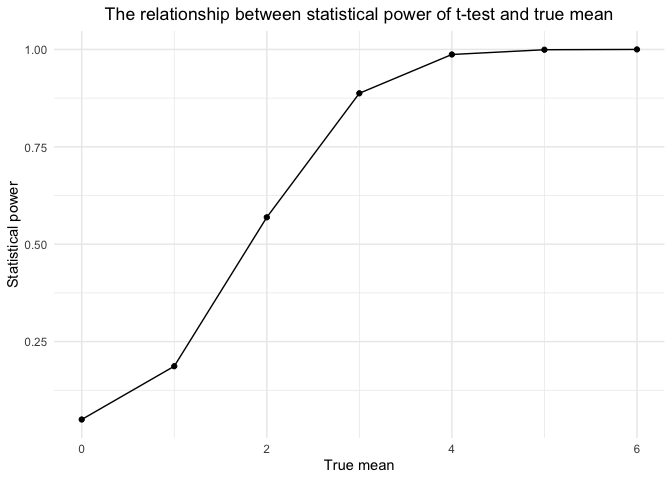 The relationship between statistical power of t-test and true mean
1.00
0.75
0.50
0.25
Statistical power
0 2 4 6
True mean